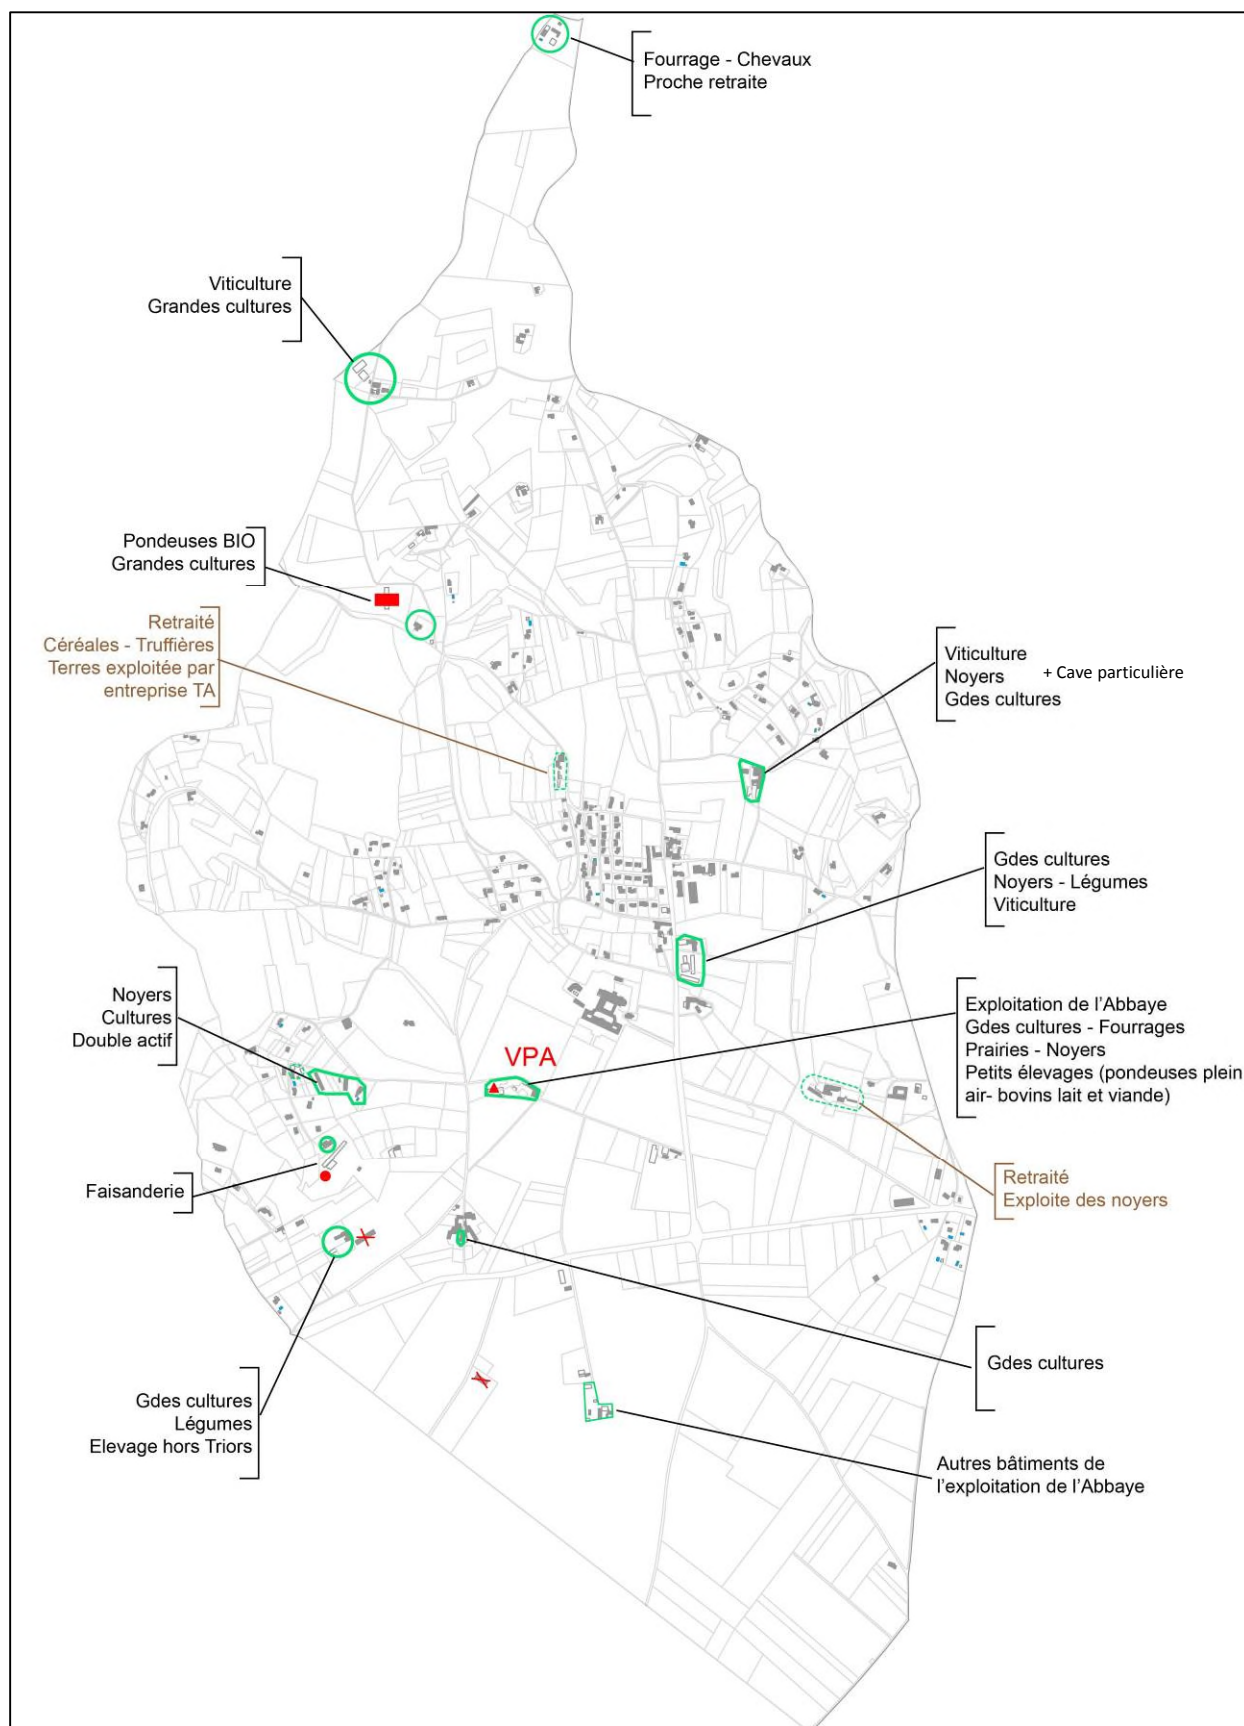 Fourrage - Chevaux
Proche retraite
Viticulture
Grandes cultures
Pondeuses BIO
Grandes cultures
Retraité
Céréales - Truffières
Terres exploitée par
entreprise TA
Viticulture
Noyers
Gdes cultures
+ Cave particulière
Gdes cultures
Noyers - Légumes
Viticulture
Noyers
Cultures
Double actif
VPA
Exploitation de l'Abbaye
Gdes cultures - Fourrages
Prairies - Noyers
Petits élevages (pondeuses plein
air- bovins lait et viande)
Faisanderie
Retraité
Exploite des noyers
Gdes cultures
Gdes cultures
Légumes
Elevage hors Triors
Autres bâtiments de
l'exploitation de l'Abbaye